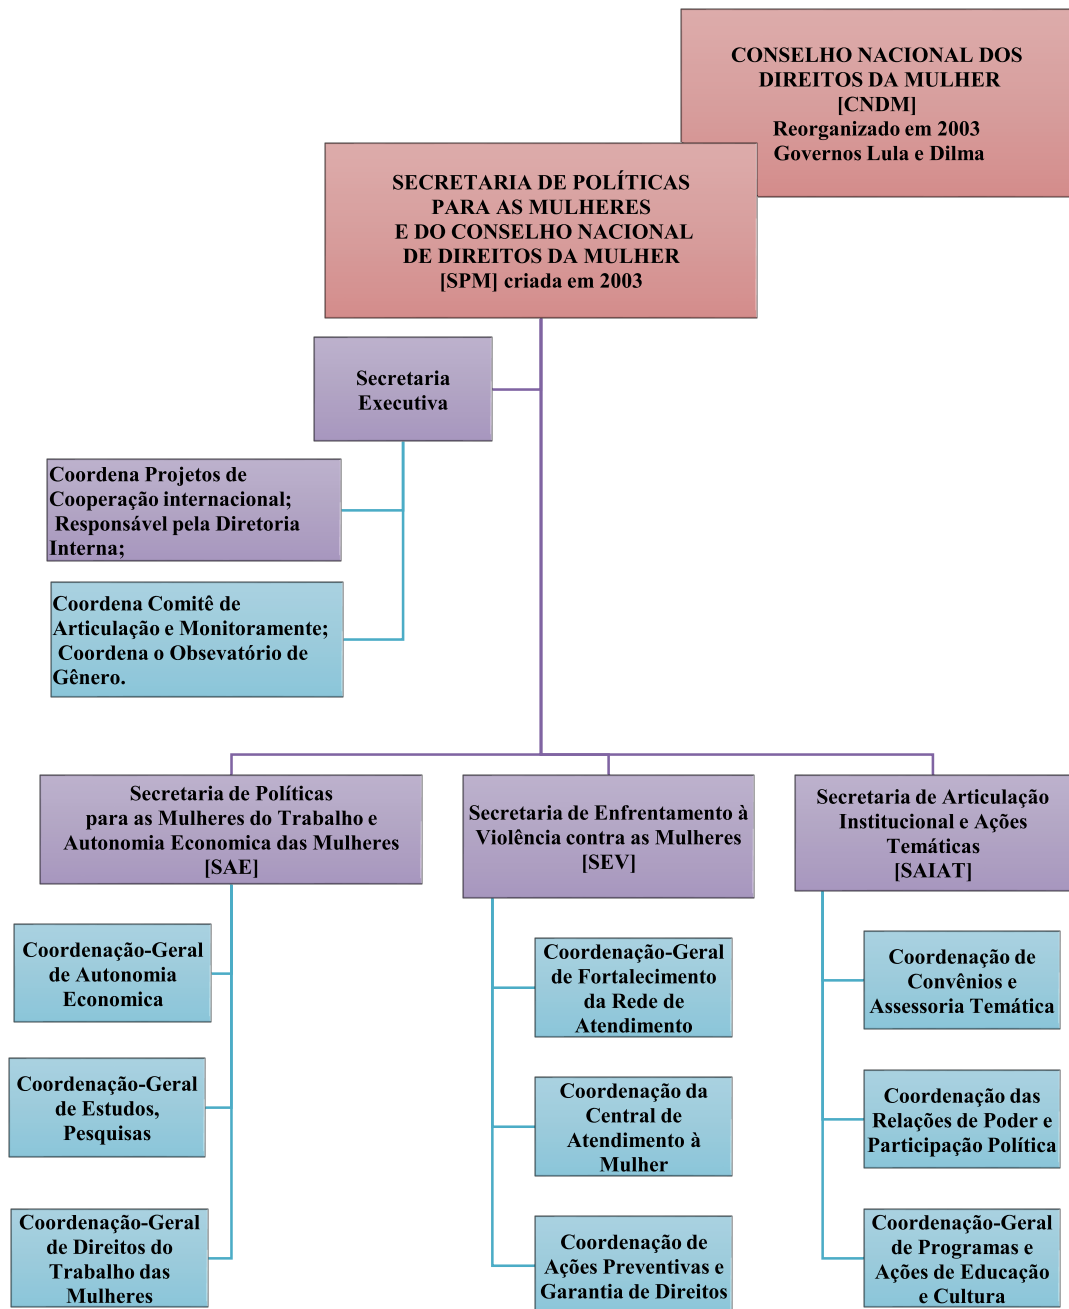 CONSELHO NACIONAL DOS
DIREITOS DA MULHER
[CNDM]
Reorganizado em 2003
Governos Lula e Dilma
SECRETARIA DE POLÍTICAS
PARA AS MULHERES
E DO CONSELHO NACIONAL
DE DIREITOS DA MULHER
[SPM] criada em 2003
Secretaria
Executiva
Coordena Projetos de
Cooperação internacional;
Responsável pela Diretoria
Interna;
Coordena Comitê de
Articulação e Monitoramente;
Coordena o Obsevatório de
Gênero.
Secretaria de Políticas
para as Mulheres do Trabalho e
Autonomia Economica das Mulheres
[SAE]
Coordenação-Geral
de Autonomia
Economica
Coordenação-Geral
de Estudos,
Pesquisas
Coordenação-Geral
de Direitos do
Trabalho das
Mulheres
Secretaria de Enfrentamento à
Violência contra as Mulheres
[SEV]
Coordenação-Geral
de Fortalecimento
da Rede de
Atendimento
Coordenação da
Central de
Atendimento à
Mulher
Coordenação de
Ações Preventivas e
Garantia de Direitos
Secretaria de Articulação
Institucional e Ações
Temáticas
[SAIAT]
Coordenação de
Convênios e
Assessoria Temática
Coordenação das
Relações de Poder e
Participação Política
Coordenação-Geral
de Programas e
Ações de Educação
e Cultura